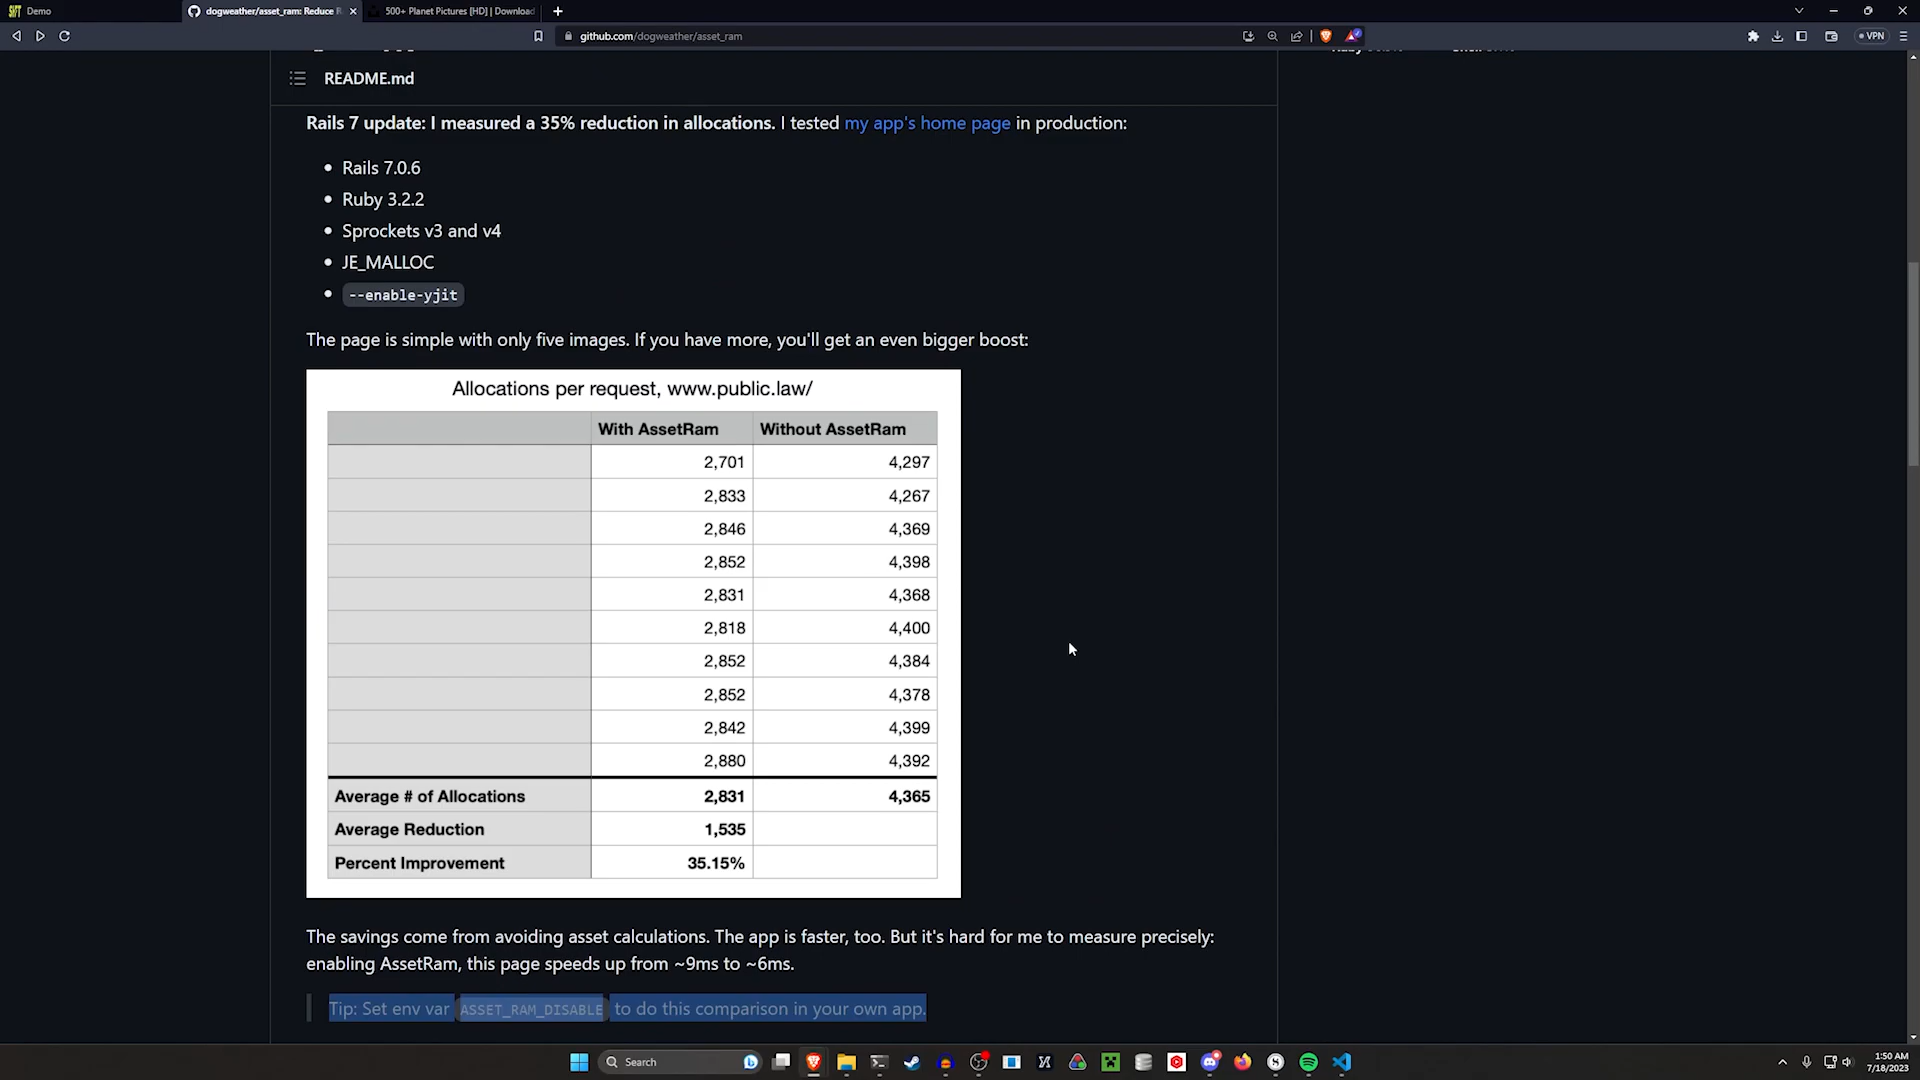 Demo
dogweather/asset_ram: Reduce R
500+ Planet Pictures [HD] | Download
github.com/dogweather/asset_ram
VPN
README.md
Rails 7 update: I measured a 35% reduction in allocations. I tested my app's home page in production:
Rails 7.0.6
Ruby 3.2.2
Sprockets v3 and v4
JE_MALLOC
--enable-yjit
The page is simple with only five images. If you have more, you'll get an even bigger boost:
Allocations per request, www.public.law/
With AssetRam Without AssetRam
2,701 4,297
2,833 4,267
2,846 4,369
2,852 4,398
2,831 4,368
2,818 4,400
2,852 4,384
2,852 4,378
2,842 4,399
2,880 4,392
Average # of Allocations 2,831 4,365
Average Reduction 1,535
Percent Improvement 35.15%
The savings come from avoiding asset calculations. The app is faster, too. But it's hard for me to measure precisely:
enabling AssetRam, this page speeds up from ~9ms to ~6ms.
Tip: Set env var ASSET_RAM_DISABLE to do this comparison in your own app.
Search
1:50 AM
7/18/2023